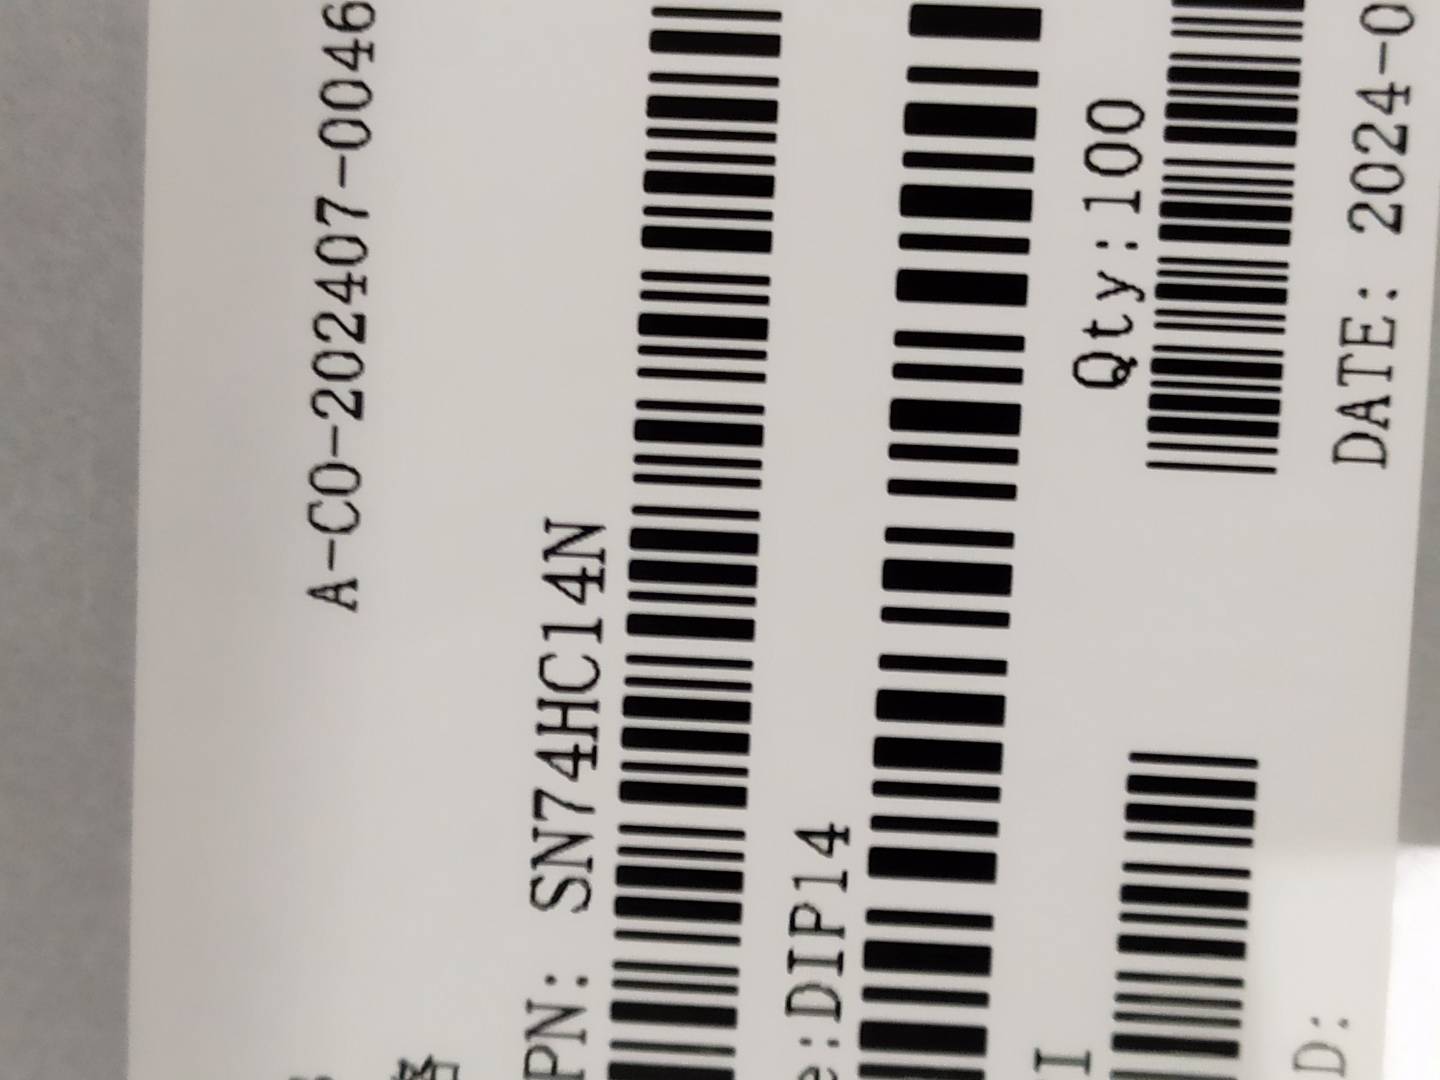 A-CO-202407-0046
PN: SN74HC14N
e:DIP14
Qty:100
I
DATE: 2024-0
D: